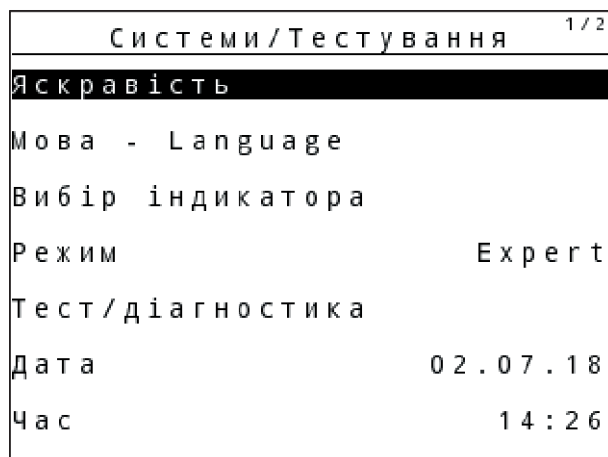 Системи/Тестування 1/2
Яскравість
Мова - Language
Вибір індикатора
Режим Expert
Тест/діагностика
Дата 02.07.18
Час 14:26